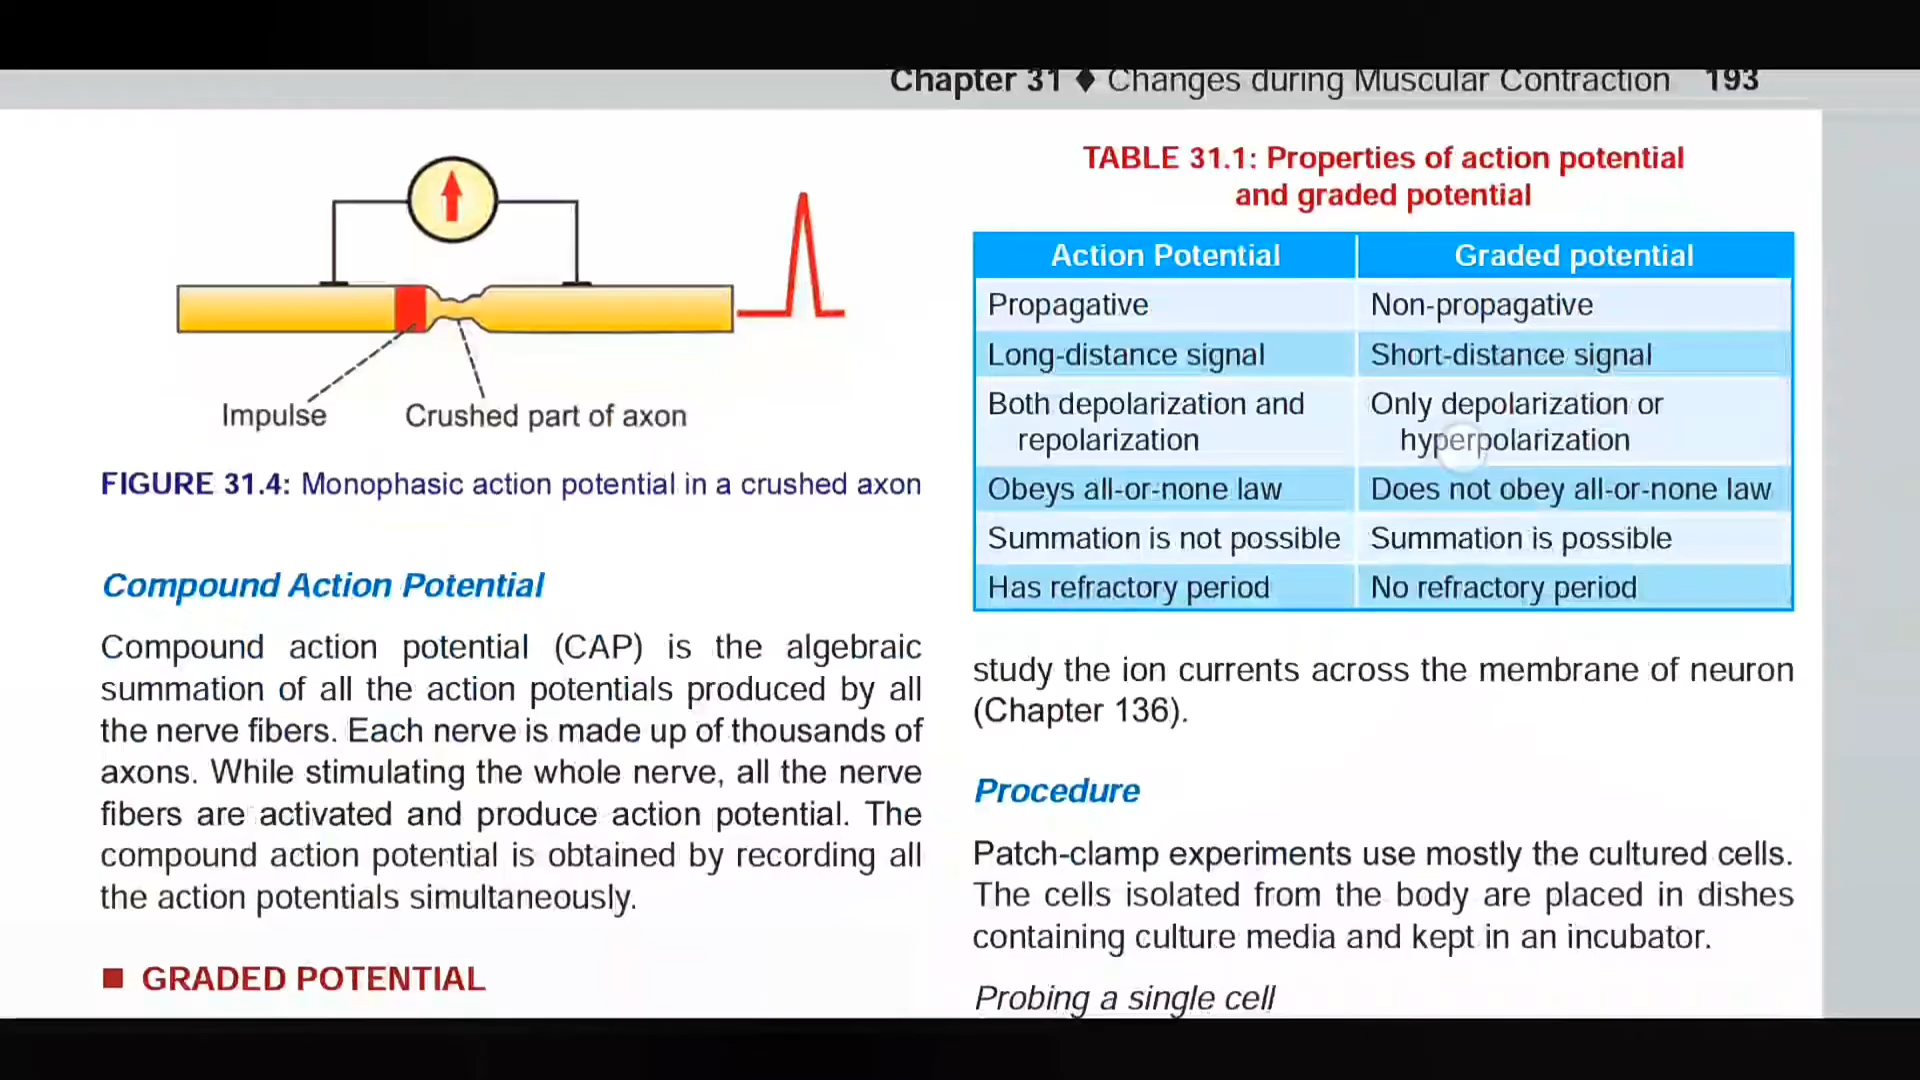 Chapter 31 ♦ Changes during Muscular Contraction 193
Impulse
Crushed part of axon
FIGURE 31.4: Monophasic action potential in a crushed axon
Compound Action Potential
Compound action potential (CAP) is the algebraic
summation of all the action potentials produced by all
the nerve fibers. Each nerve is made up of thousands of
axons. While stimulating the whole nerve, all the nerve
fibers are activated and produce action potential. The
compound action potential is obtained by recording all
the action potentials simultaneously.
■ GRADED POTENTIAL
TABLE 31.1: Properties of action potential
and graded potential
Action Potential Graded potential
Propagative Non-propagative
Long-distance signal Short-distance signal
Both depolarization and Only depolarization or
repolarization hyperpolarization
Obeys all-or-none law Does not obey all-or-none law
Summation is not possible Summation is possible
Has refractory period No refractory period
study the ion currents across the membrane of neuron
(Chapter 136).
Procedure
Patch-clamp experiments use mostly the cultured cells.
The cells isolated from the body are placed in dishes
containing culture media and kept in an incubator.
Probing a single cell